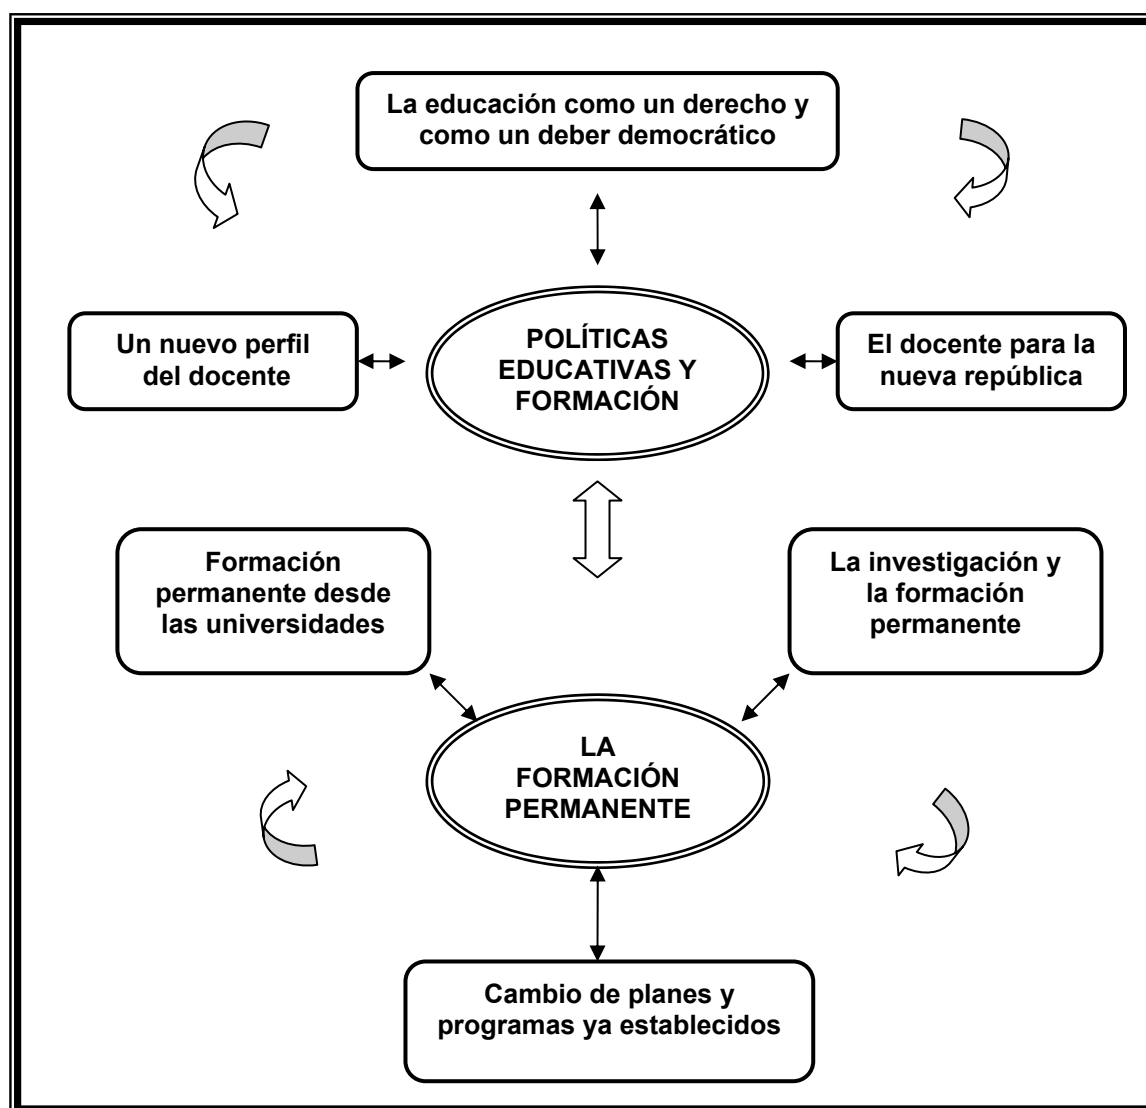 La educación como un derecho y
como un deber democrático
Un nuevo perfil
del docente
POLÍTICAS
EDUCATIVAS Y
FORMACIÓN
El docente para la
nueva república
Formación
permanente desde
las universidades
La investigación y
la formación
permanente
LA
FORMACIÓN
PERMANENTE
Cambio de planes y
programas ya establecidos